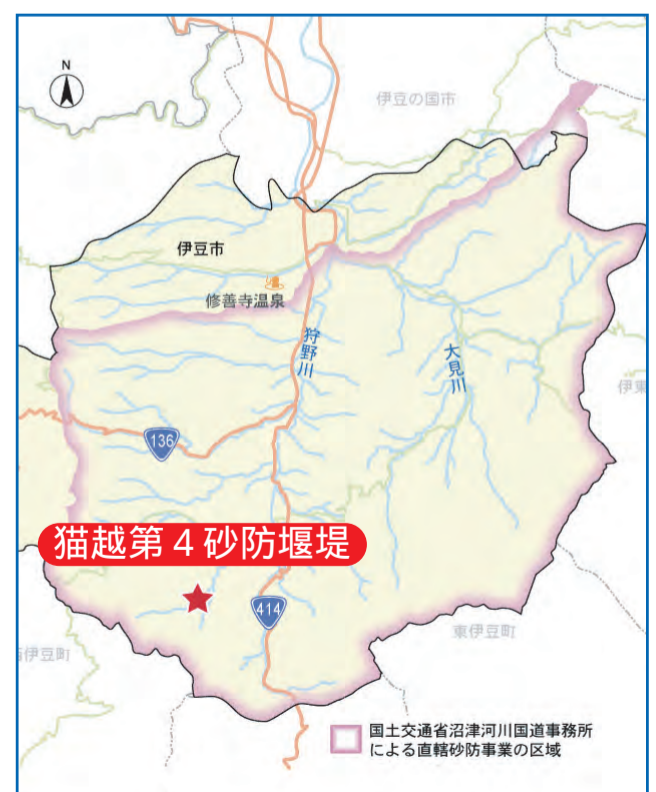 N
伊豆の国市
伊豆市
修善寺温泉
狩野川
大見川
伊東
136
猫越第4砂防堰堤
414
東伊豆町
伊豆町
国土交通省沼津河川国道事務所
による直轄砂防事業の区域